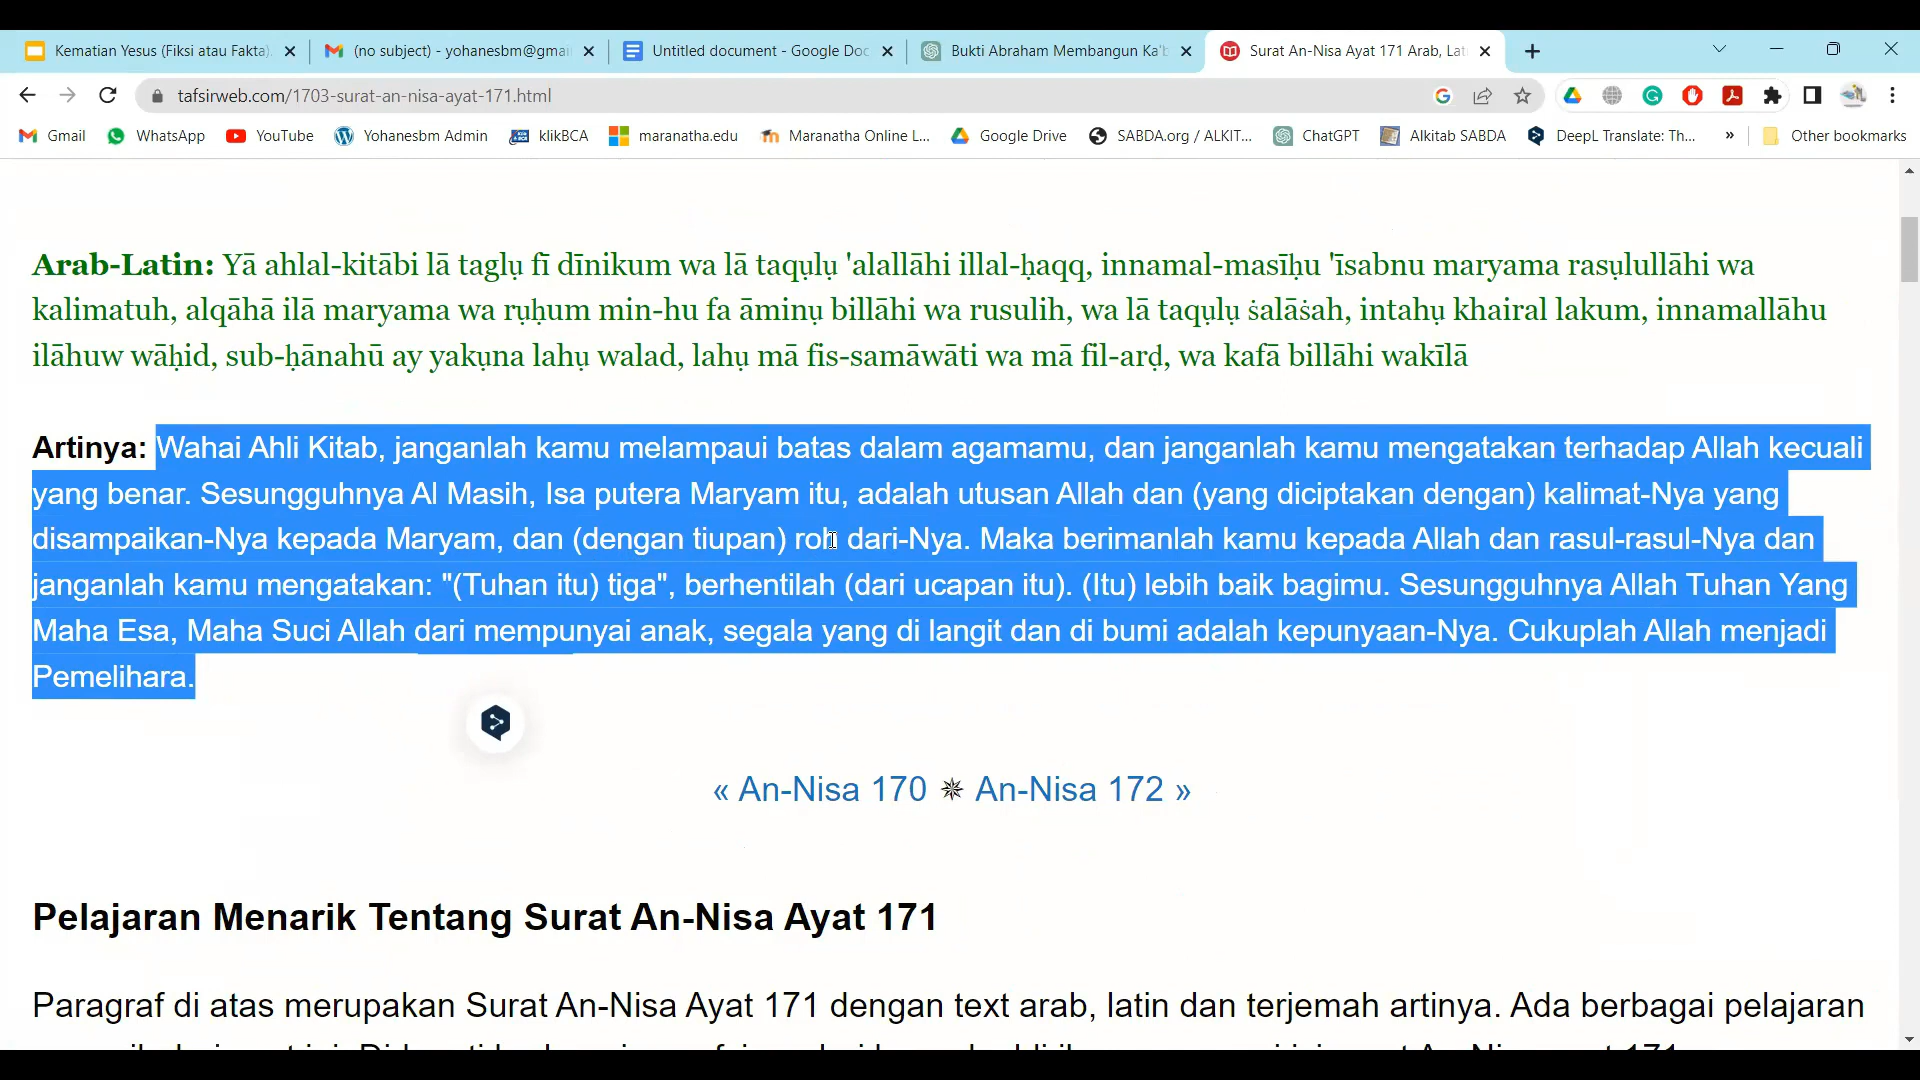 Kematian Yesus (Fiksi atau Fakta)
(no subject) - yohanesbm@gmai
Untitled document - Google Doc
Bukti Abraham Membangun Ka'b
Surat An-Nisa Ayat 171 Arab, Lat
tafsirweb.com/1703-surat-an-nisa-ayat-171.html
Gmail
WhatsApp
YouTube
Yohanesbm Admin
klikBCA
maranatha.edu
Maranatha Online L...
Google Drive
SABDA.org / ALKIT...
ChatGPT
Alkitab SABDA
DeepL Translate: Th...
»
Other bookmarks
Arab-Latin: Yā ahlal-kitābi lā taglụ fī dīnikum wa lā taqụlụ 'alallāhi illal-ḥaqq, innamal-masīḥu 'īsabnu maryama rasụlullāhi wa
kalimatuh, alqāhā ilā maryama wa rụḥum min-hu fa āminụ billāhi wa rusulih, wa lā taqụlụ ṡalāṡah, intahụ khairal lakum, innamallāhu
ilāhuw wāḥid, sub-ḥānahū ay yakụna lahụ walad, lahụ mā fis-samāwāti wa mā fil-arḍ, wa kafā billāhi wakīlā
Artinya: Wahai Ahli Kitab, janganlah kamu melampaui batas dalam agamamu, dan janganlah kamu mengatakan terhadap Allah kecuali
yang benar. Sesungguhnya Al Masih, Isa putera Maryam itu, adalah utusan Allah dan (yang diciptakan dengan) kalimat-Nya yang
disampaikan-Nya kepada Maryam, dan (dengan tiupan) roh dari-Nya. Maka berimanlah kamu kepada Allah dan rasul-rasul-Nya dan
janganlah kamu mengatakan: "(Tuhan itu) tiga", berhentilah (dari ucapan itu). (Itu) lebih baik bagimu. Sesungguhnya Allah Tuhan Yang
Maha Esa, Maha Suci Allah dari mempunyai anak, segala yang di langit dan di bumi adalah kepunyaan-Nya. Cukuplah Allah menjadi
Pemelihara.
« An-Nisa 170 ✵ An-Nisa 172 »
Pelajaran Menarik Tentang Surat An-Nisa Ayat 171
Paragraf di atas merupakan Surat An-Nisa Ayat 171 dengan text arab, latin dan terjemah artinya. Ada berbagai pelajaran